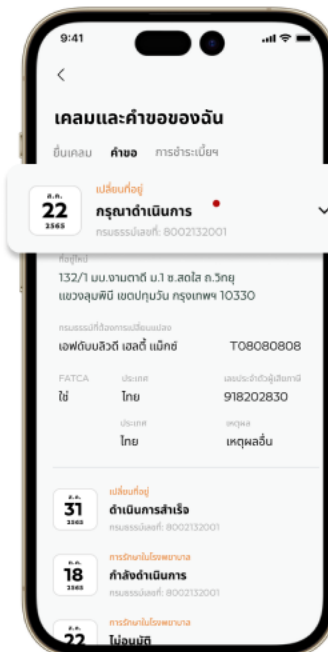 9:41
เคลมและคำขอของฉัน
ยื่นเคลม คำขอ การชำระเบี้ยฯ
ส.ค. 22 2565
เปลี่ยนที่อยู่
กรุณาดำเนินการ
กรมธรรม์เลขที่: 8002132001
ที่อยู่ใหม่
132/1 มบ.งามตาดี ม.1 ซ.สดใส ถ.วิทยุ
แขวงลุมพินี เขตปทุมวัน กรุงเทพฯ 10330
กรมธรรม์ที่ต้องการเปลี่ยนแปลง
เอฟดับบลิวดี เฮลตี้ แม็กซ์ T08080808
FATCA ประเทศ เลขประจำตัวผู้เสียภาษี
ใช่ ไทย 918202830
ประเทศ เหตุผล
ไทย เหตุผลอื่น
31
เปลี่ยนที่อยู่
ดำเนินการสำเร็จ
กรมธรรม์เลขที่: 8002132001
18
การรักษาในโรงพยาบาล
กำลังดำเนินการ
กรมธรรม์เลขที่: 8002132001
22
การรักษาในโรงพยาบาล
ไม่อนุมัติ